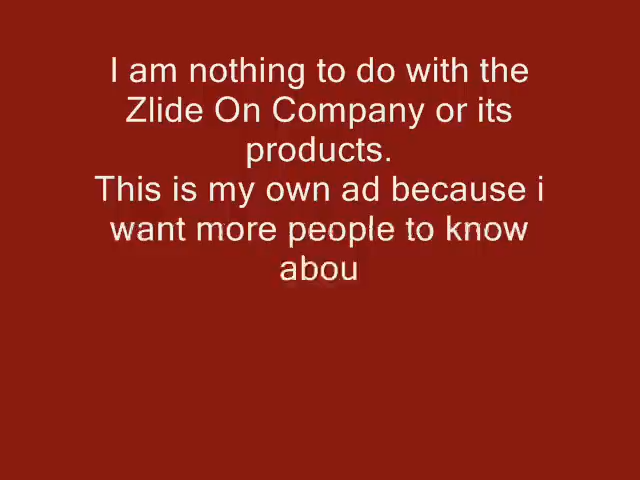 I am nothing to do with the
Zlide On Company or its
products.
This is my own ad because i
want more people to know
abou